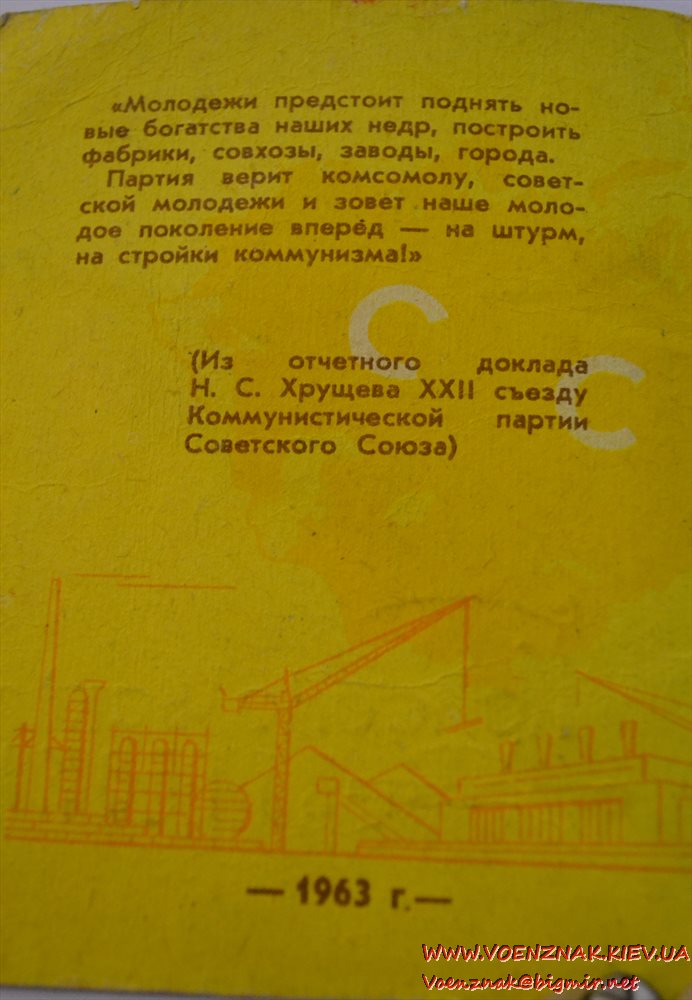 «Молодежи предстоит поднять но-
вые богатства наших недр, построить
фабрики, совхозы, заводы, города.
Партия верит комсомолу, совет-
ской молодежи и зовёт наше моло-
дое поколение вперёд — на штурм,
на стройки коммунизма!»
С
С
(Из отчетного доклада
Н. С. Хрущева XXII съезду
Коммунистической партии
Советского Союза)
— 1963 г. —
WWW.VOENZNAK.KIEV.UA
Voenznak@bigmir.net